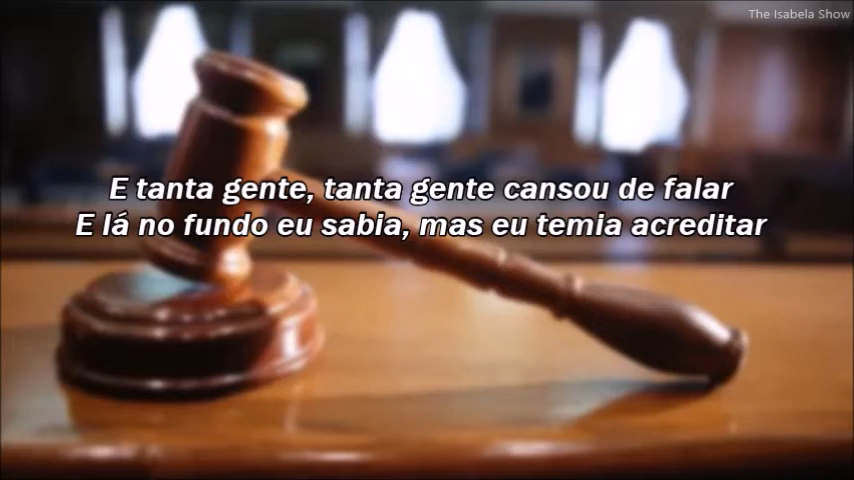 The Isabela Show
E tanta gente, tanta gente cansou de falar
E lá no fundo eu sabia, mas eu temia acreditar